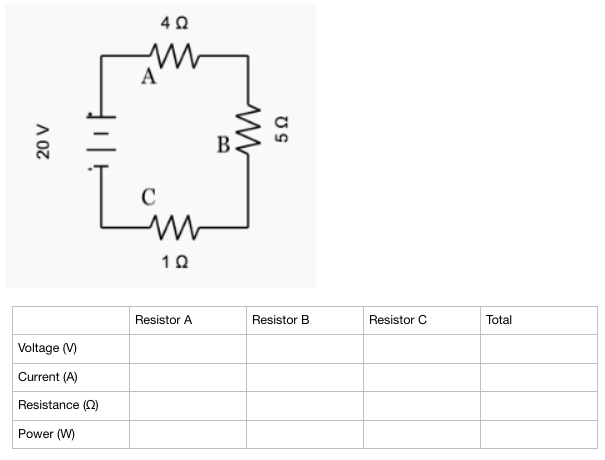 4 Ω
A
20 V
B
5 Ω
C
1 Ω
Resistor A Resistor B Resistor C Total
Voltage (V)
Current (A)
Resistance (Ω)
Power (W)